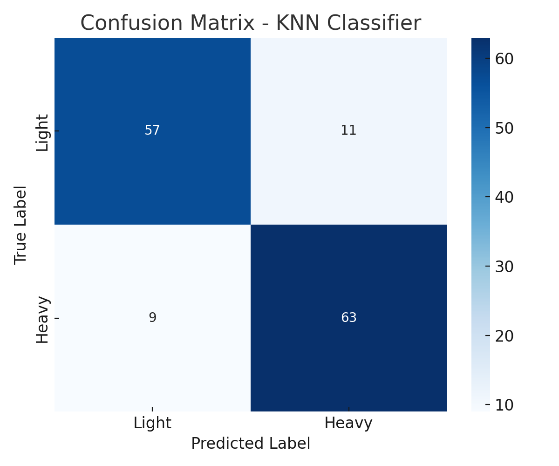 Confusion Matrix - KNN Classifier
True Label
Light
57
11
Heavy
9
63
Light
Heavy
Predicted Label
60
50
40
30
20
10